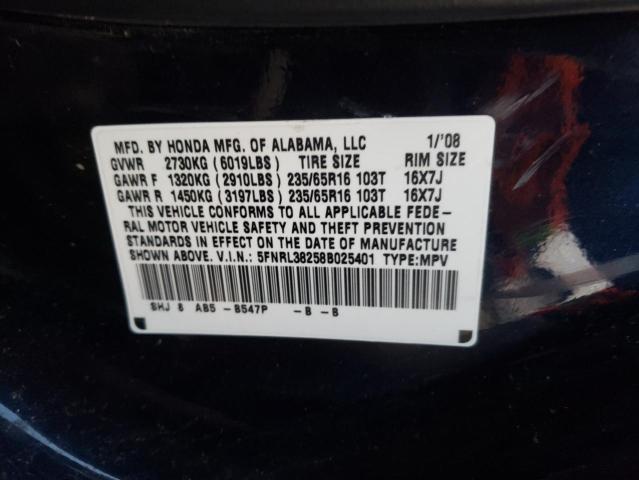 MFD. BY HONDA MFG. OF ALABAMA, LLC 1/'08
GVWR 2730KG (6019LBS) TIRE SIZE RIM SIZE
GAWR F 1320KG (2910LBS) 235/65R16 103T 16X7J
GAWR R 1450KG (3197LBS) 235/65R16 103T 16X7J
THIS VEHICLE CONFORMS TO ALL APPLICABLE FEDE-
RAL MOTOR VEHICLE SAFETY AND THEFT PREVENTION
STANDARDS IN EFFECT ON THE DATE OF MANUFACTURE
SHOWN ABOVE. V.I.N.: 5FNRL38258B025401 TYPE:MPV
SHJ 8 AB5 -B547P -B -B